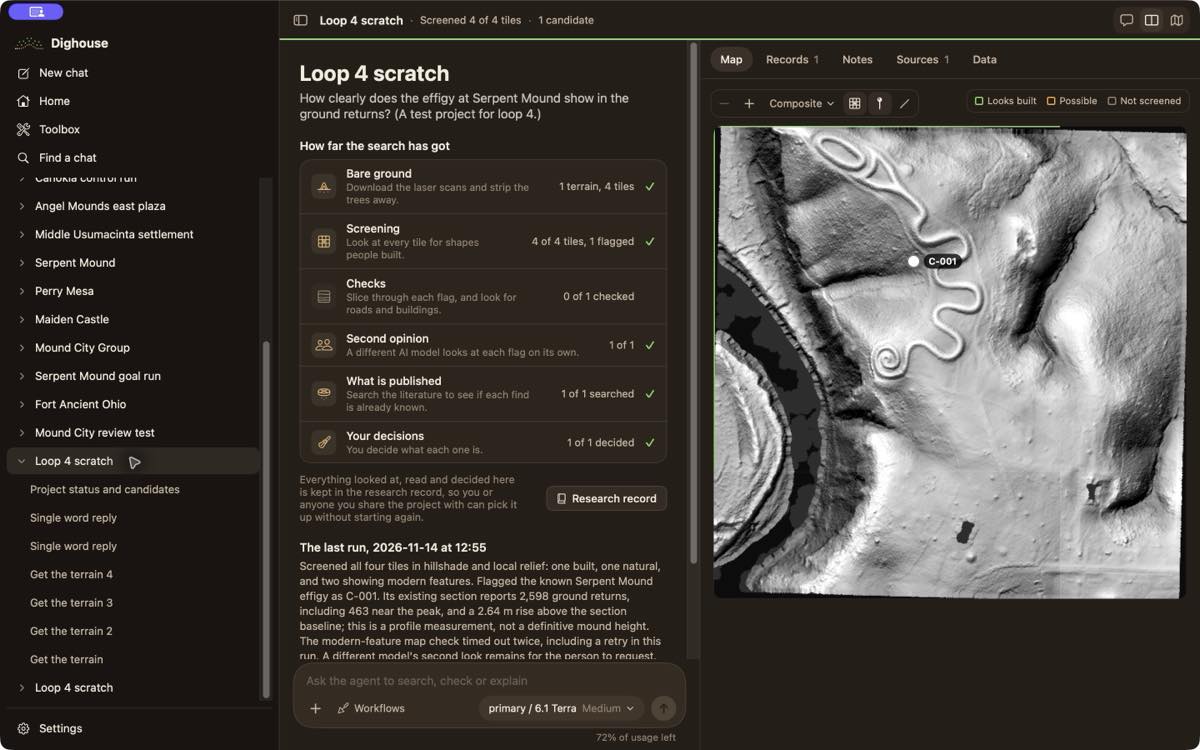 Dighouse
New chat
Home
Toolbox
Find a chat
Cahokia control run
Angel Mounds east plaza
Middle Usumacinta settlement
Serpent Mound
Perry Mesa
Maiden Castle
Mound City Group
Serpent Mound goal run
Fort Ancient Ohio
Mound City review test
Loop 4 scratch
Project status and candidates
Single word reply
Single word reply
Get the terrain 4
Get the terrain 3
Get the terrain 2
Get the terrain
Loop 4 scratch
Settings
Loop 4 scratch · Screened 4 of 4 tiles · 1 candidate
Loop 4 scratch
How clearly does the effigy at Serpent Mound show in the
ground returns? (A test project for loop 4.)
How far the search has got
Bare ground
Download the laser scans and strip the
trees away.
1 terrain, 4 tiles
Screening
Look at every tile for shapes
people built.
4 of 4 tiles, 1 flagged
Checks
Slice through each flag, and look for
roads and buildings.
0 of 1 checked
Second opinion
A different AI model looks at each flag on its own.
1 of 1
What is published
Search the literature to see if each find
is already known.
1 of 1 searched
Your decisions
You decide what each one is.
1 of 1 decided
Everything looked at, read and decided here
is kept in the research record, so you or
anyone you share the project with can pick it
up without starting again.
Research record
The last run, 2026-11-14 at 12:55
Screened all four tiles in hillshade and local relief: one built, one natural,
and two showing modern features. Flagged the known Serpent Mound
effigy as C-001. Its existing section reports 2,598 ground returns,
including 463 near the peak, and a 2.64 m rise above the section
baseline; this is a profile measurement, not a definitive mound height.
The modern-feature map check timed out twice, including a retry in this
run. A different model's second look remains for the person to request.
Ask the agent to search, check or explain
Workflows
primary / 6.1 Terra Medium
72% of usage left
Map
Records 1
Notes
Sources 1
Data
Composite
Looks built
Possible
Not screened
C-001